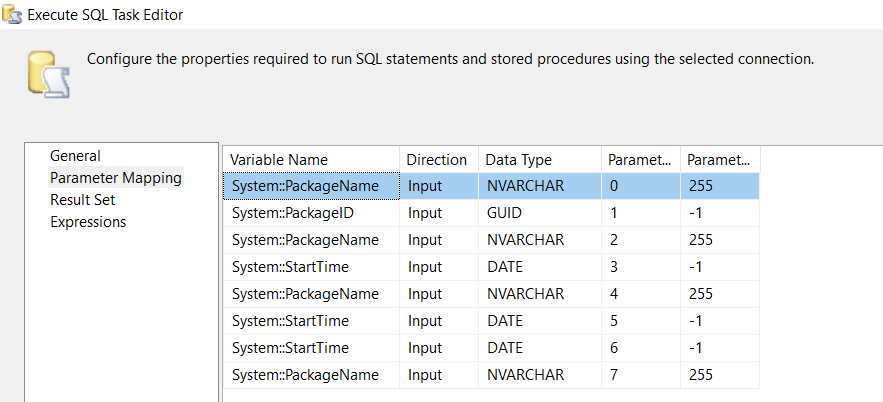 Execute SQL Task Editor
Configure the properties required to run SQL statements and stored procedures using the selected connection.
General
Parameter Mapping
Result Set
Expressions
Variable Name Direction Data Type Paramet... Paramet...
System::PackageName Input NVARCHAR 0 255
System::PackageID Input GUID 1 -1
System::PackageName Input NVARCHAR 2 255
System::StartTime Input DATE 3 -1
System::PackageName Input NVARCHAR 4 255
System::StartTime Input DATE 5 -1
System::StartTime Input DATE 6 -1
System::PackageName Input NVARCHAR 7 255